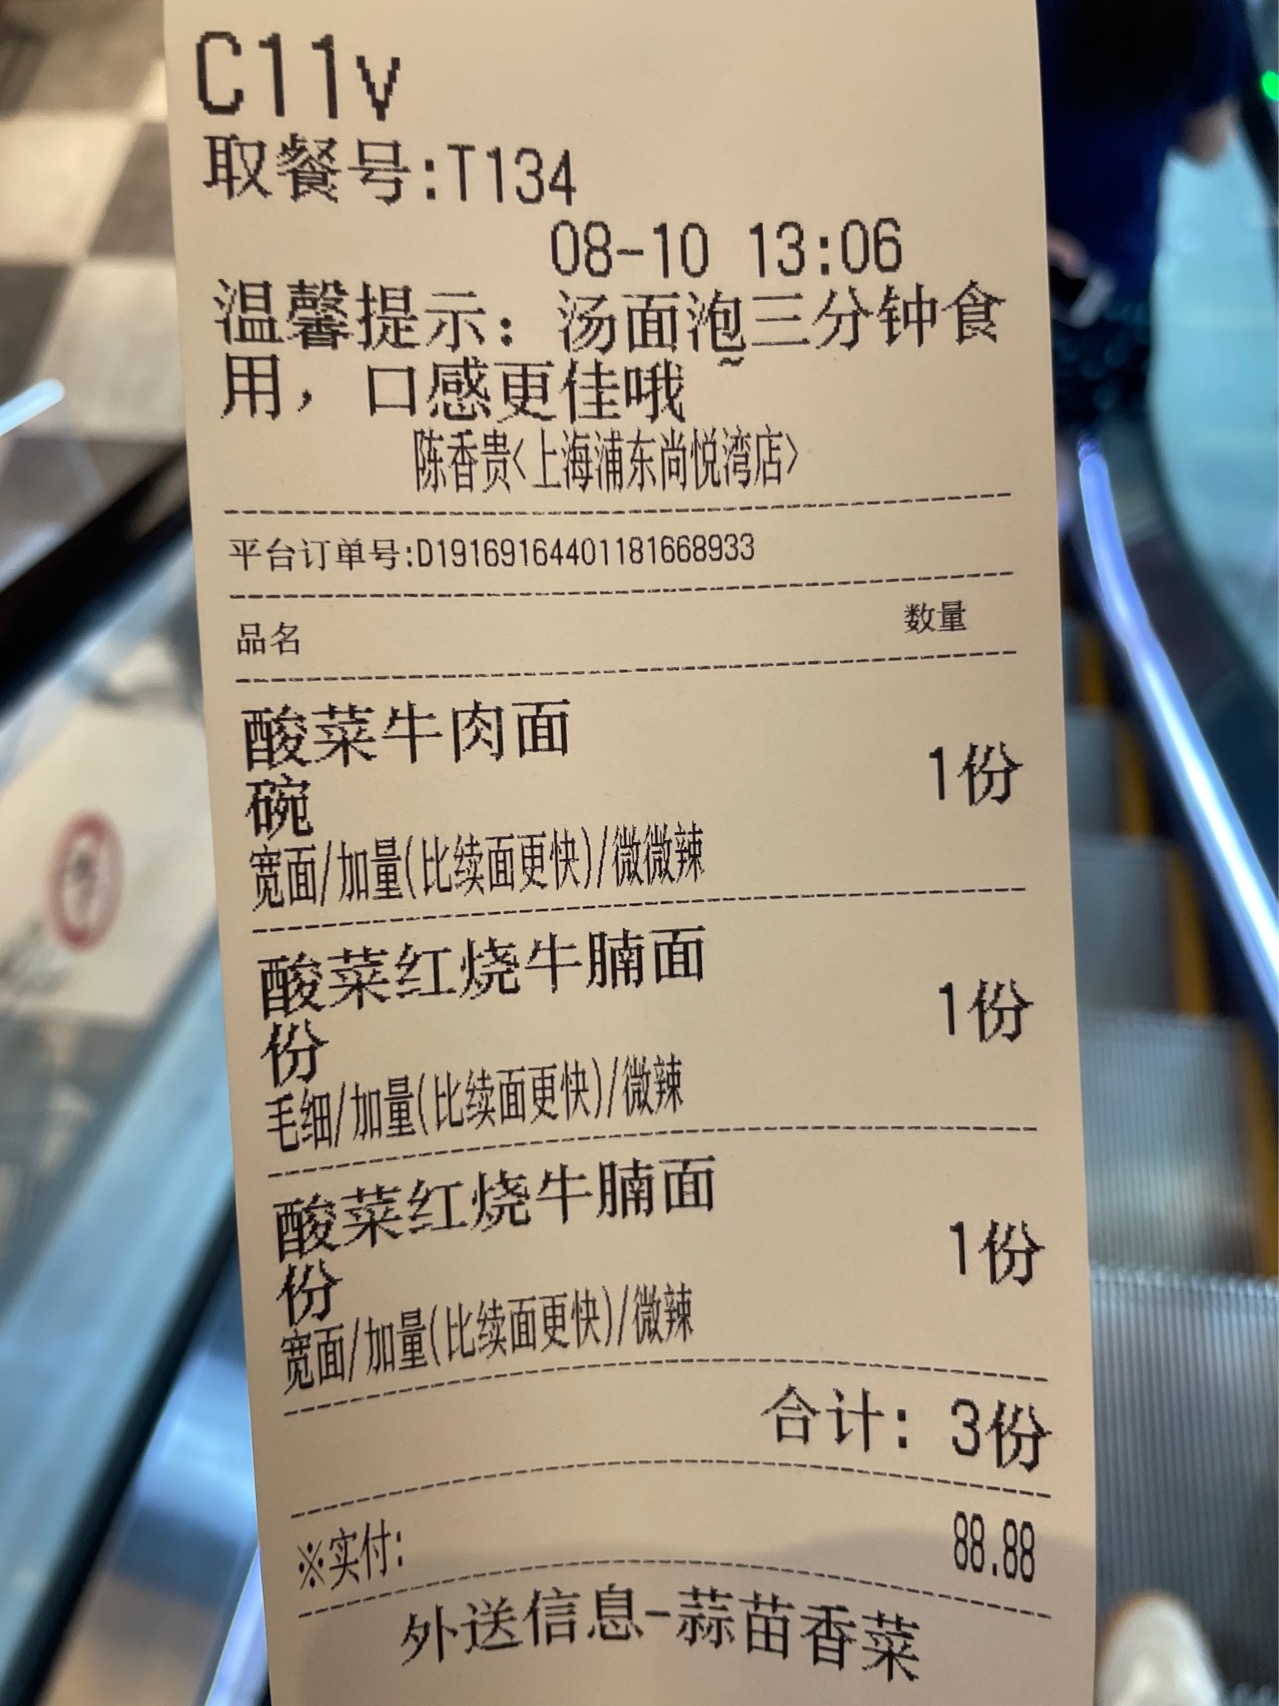 C11v
取餐号:T134
08-10 13:06
温馨提示：汤面泡三分钟食
用，口感更佳哦~
陈香贵<上海浦东尚悦湾店>
平台订单号:D191691644011816689​33
品名 数量
酸菜牛肉面
碗 1份
宽面/加量(比续面更快)/微微辣
酸菜红烧牛腩面
份 1份
毛细/加量(比续面更快)/微辣
酸菜红烧牛腩面
份 1份
宽面/加量(比续面更快)/微辣
合计：3份
※实付: 88.88
外送信息-蒜苗香菜